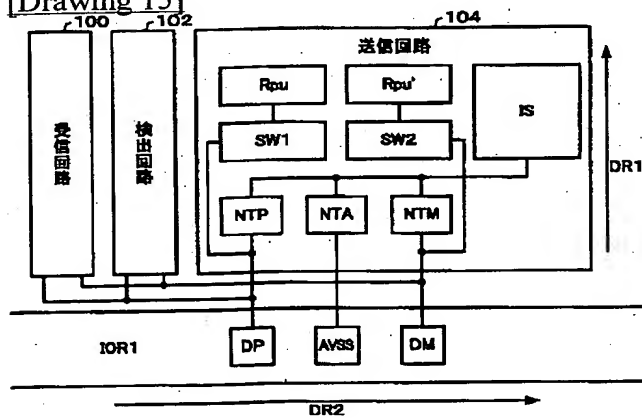 [Drawing 15]
100
102
104
受信回路
検出回路
送信回路
Rpu
Rpu'
IS
SW1
SW2
NTP
NTA
NTM
DR1
IOR1
DP
AVSS
DM
DR2